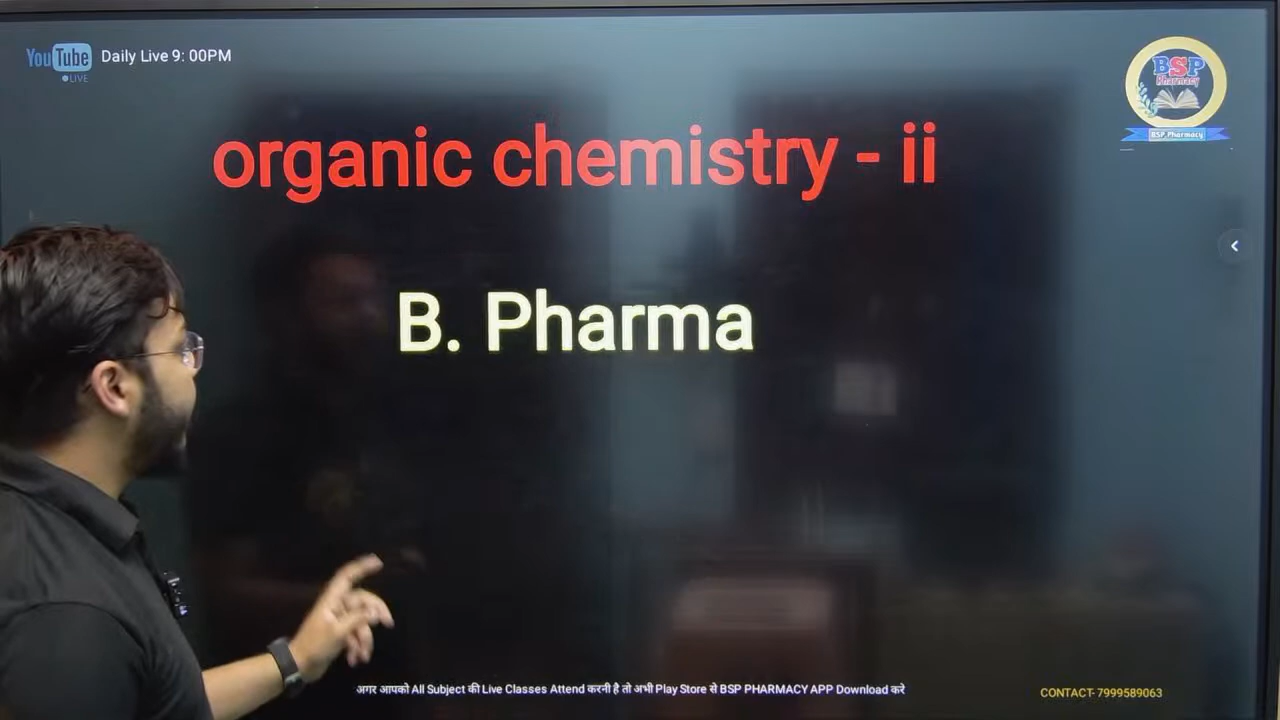 YouTube Daily Live 9: 00PM
LIVE
BSP
Pharmacy
BSP Pharmacy
organic chemistry - ii
B. Pharma
अगर आपको All Subject की Live Classes Attend करनी है तो अभी Play Store से BSP PHARMACY APP Download करे
CONTACT- 7999589063